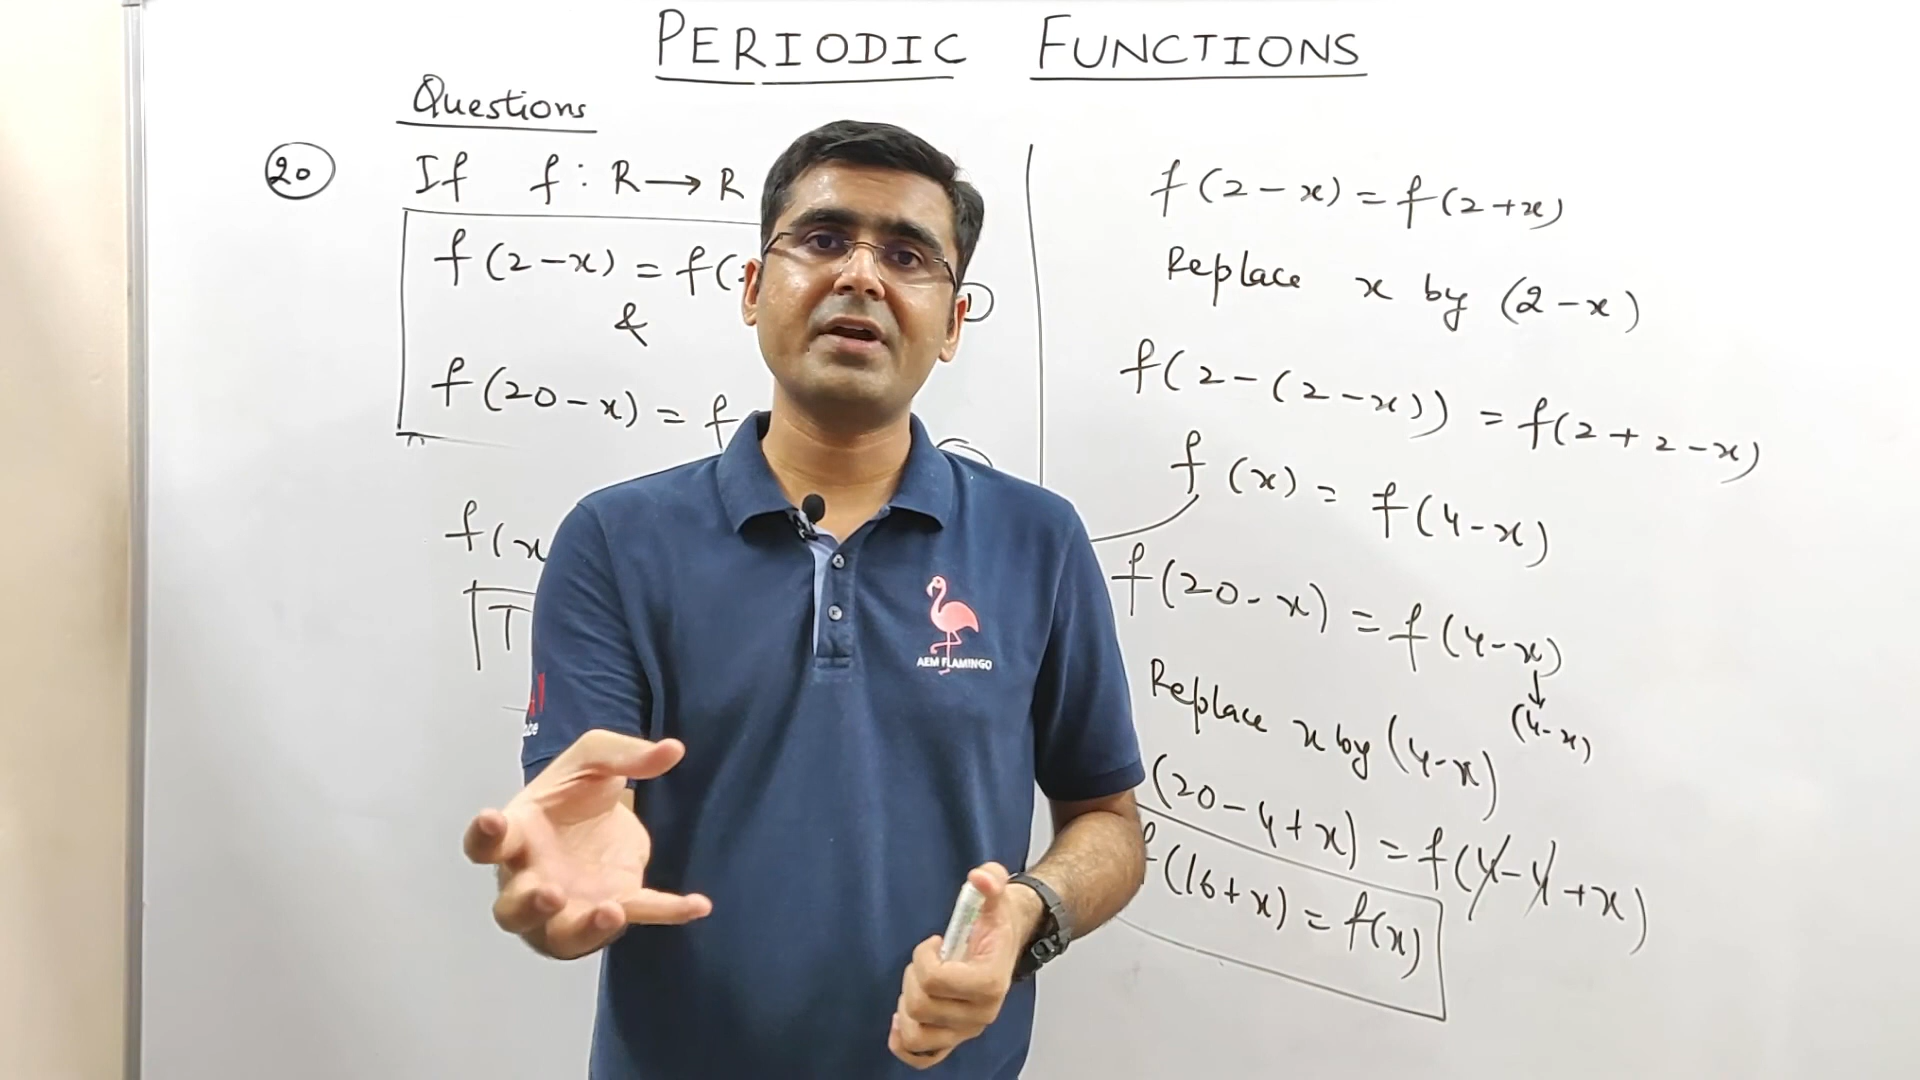 PERIODIC FUNCTIONS
Questions
20 If f : R → R
f(2-x) = f(
&
f(20-x) = f
f(x
T
f(2-x) = f(2+x)
Replace x by (2-x)
f(2-(2-x)) = f(2+2-x)
f(x) = f(4-x)
f(20-x) = f(4-x)
↓
(4-x)
Replace x by (4-x)
(20-4+x) = f(4-4+x)
f(16+x) = f(x)
AEM FLAMINGO